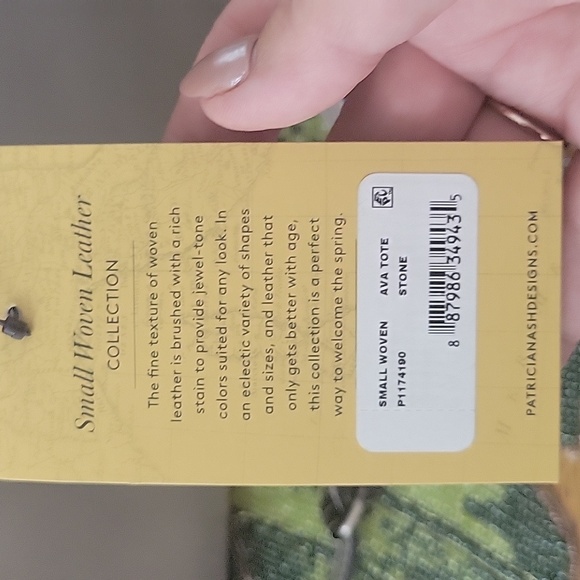 Small Woven Leather
COLLECTION
The fine texture of woven
leather is brushed with a rich
stain to provide jewel-tone
colors suited for any look. In
an eclectic variety of shapes
and sizes, and leather that
only gets better with age,
this collection is a perfect
way to welcome the spring.
SMALL WOVEN AVA TOTE
P1174190 STONE
8 87986 34943 5
PATRICIANASHDESIGNS.COM